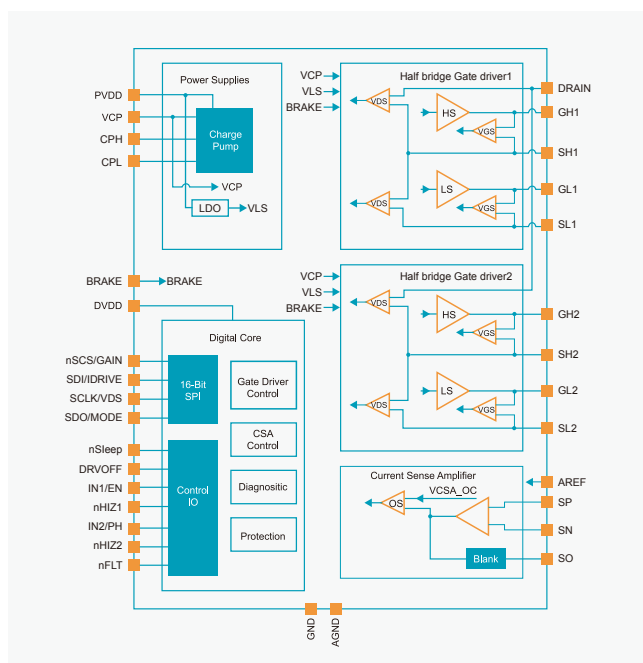 Power Supplies
PVDD
VCP
CPH
CPL
Charge
Pump
VCP
LDO
VLS
BRAKE
BRAKE
DVDD
Digital Core
nSCS/GAIN
SDI/IDRIVE
SCLK/VDS
SDO/MODE
16-Bit
SPI
Gate Driver
Control
CSA
Control
Diagnositic
Protection
nSleep
DRVOFF
IN1/EN
nHIZ1
IN2/PH
nHIZ2
nFLT
Control
IO
VCP
VLS
BRAKE
Half bridge Gate driver1
VDS
HS
VGS
LS
VDS
VGS
DRAIN
GH1
SH1
GL1
SL1
VCP
VLS
BRAKE
Half bridge Gate driver2
VDS
HS
VGS
LS
VDS
VGS
GH2
SH2
GL2
SL2
Current Sense Amplifier
VCSA_OC
OS
Blank
AREF
SP
SN
SO
GND
AGND